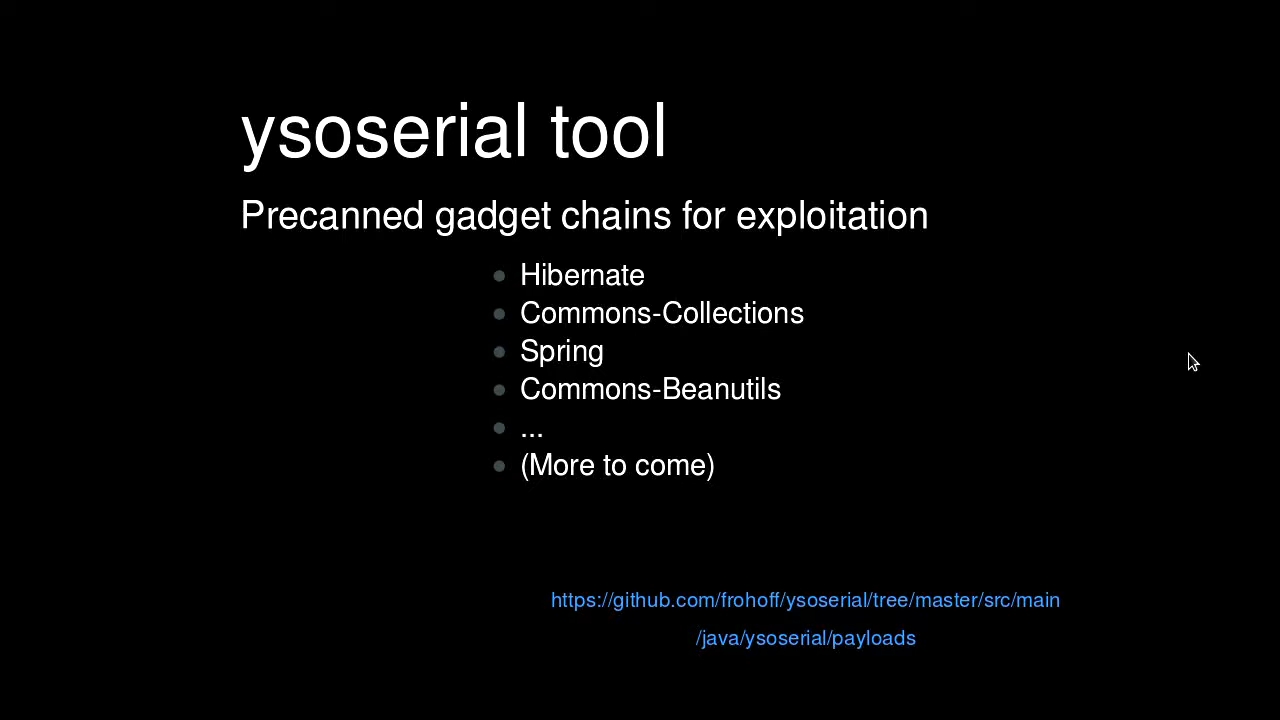 ysoserial tool
Precanned gadget chains for exploitation
Hibernate
Commons-Collections
Spring
Commons-Beanutils
...
(More to come)
https://github.com/frohoff/ysoserial/tree/master/src/main
/java/ysoserial/payloads